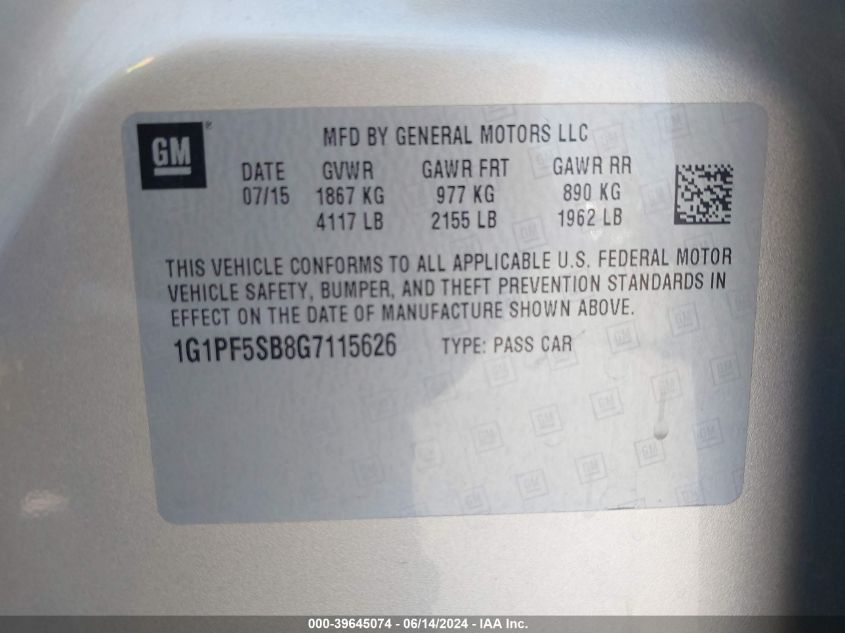 GM
MFD BY GENERAL MOTORS LLC
DATE GVWR GAWR FRT GAWR RR
07/15 1867 KG 977 KG 890 KG
4117 LB 2155 LB 1962 LB
THIS VEHICLE CONFORMS TO ALL APPLICABLE U.S. FEDERAL MOTOR
VEHICLE SAFETY, BUMPER, AND THEFT PREVENTION STANDARDS IN
EFFECT ON THE DATE OF MANUFACTURE SHOWN ABOVE.
1G1PF5SB8G7115626 TYPE: PASS CAR
000-39645074 / 06/14/2024 - IAA Inc.